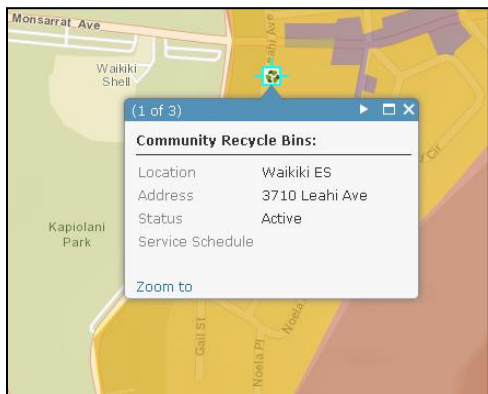 Monsarrat Ave
Leahi Ave
Waikiki
Shell
(1 of 3)
Community Recycle Bins:
Location Waikiki ES
Address 3710 Leahi Ave
Status Active
Service Schedule
Zoom to
Cir
Kapiolani
Park
Gail St
Noela Pl
Noela